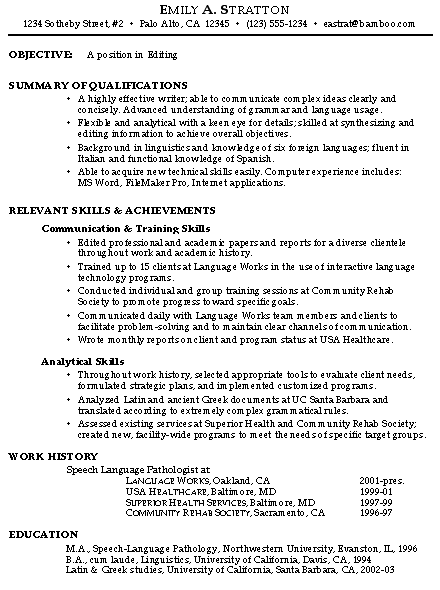 EMILY A. STRATTON
1234 Sotheby Street, #2 • Palo Alto, CA 12345 • (123) 555-1234 • eastrat@bamboo.com
OBJECTIVE: A position in Editing
SUMMARY OF QUALIFICATIONS
• A highly effective writer; able to communicate complex ideas clearly and
concisely. Advanced understanding of grammar and language usage.
• Flexible and analytical with a keen eye for details; skilled at synthesizing and
editing information to achieve overall objectives.
• Background in linguistics and knowledge of six foreign languages; fluent in
Italian and functional knowledge of Spanish.
• Able to acquire new technical skills easily. Computer experience includes:
MS Word, FileMaker Pro, Internet applications.
RELEVANT SKILLS & ACHIEVEMENTS
Communication & Training Skills
• Edited professional and academic papers and reports for a diverse clientele
throughout work and academic history.
• Trained up to 15 clients at Language Works in the use of interactive language
technology programs.
• Conducted individual and group training sessions at Community Rehab
Society to promote progress toward specific goals.
• Communicated daily with Language Works team members and clients to
facilitate problem-solving and to maintain clear channels of communication.
• Wrote monthly reports on client and program status at USA Healthcare.
Analytical Skills
• Throughout work history, selected appropriate tools to evaluate client needs,
formulated strategic plans, and implemented customized programs.
• Analyzed Latin and ancient Greek documents at UC Santa Barbara and
translated according to extremely complex grammatical rules.
• Assessed existing services at Superior Health and Community Rehab Society;
created new, facility-wide programs to meet the needs of specific target groups.
WORK HISTORY
Speech Language Pathologist at
LANGUAGE WORKS, Oakland, CA 2001-pres.
USA HEALTHCARE, Baltimore, MD 1999-01
SUPERIOR HEALTH SERVICES, Baltimore, MD 1997-99
COMMUNITY REHAB SOCIETY, Sacramento, CA 1996-97
EDUCATION
M.A., Speech-Language Pathology, Northwestern University, Evanston, IL, 1996
B.A., cum laude, Linguistics, University of California, Davis, CA, 1994
Latin & Greek studies, University of California, Santa Barbara, CA, 2002-03